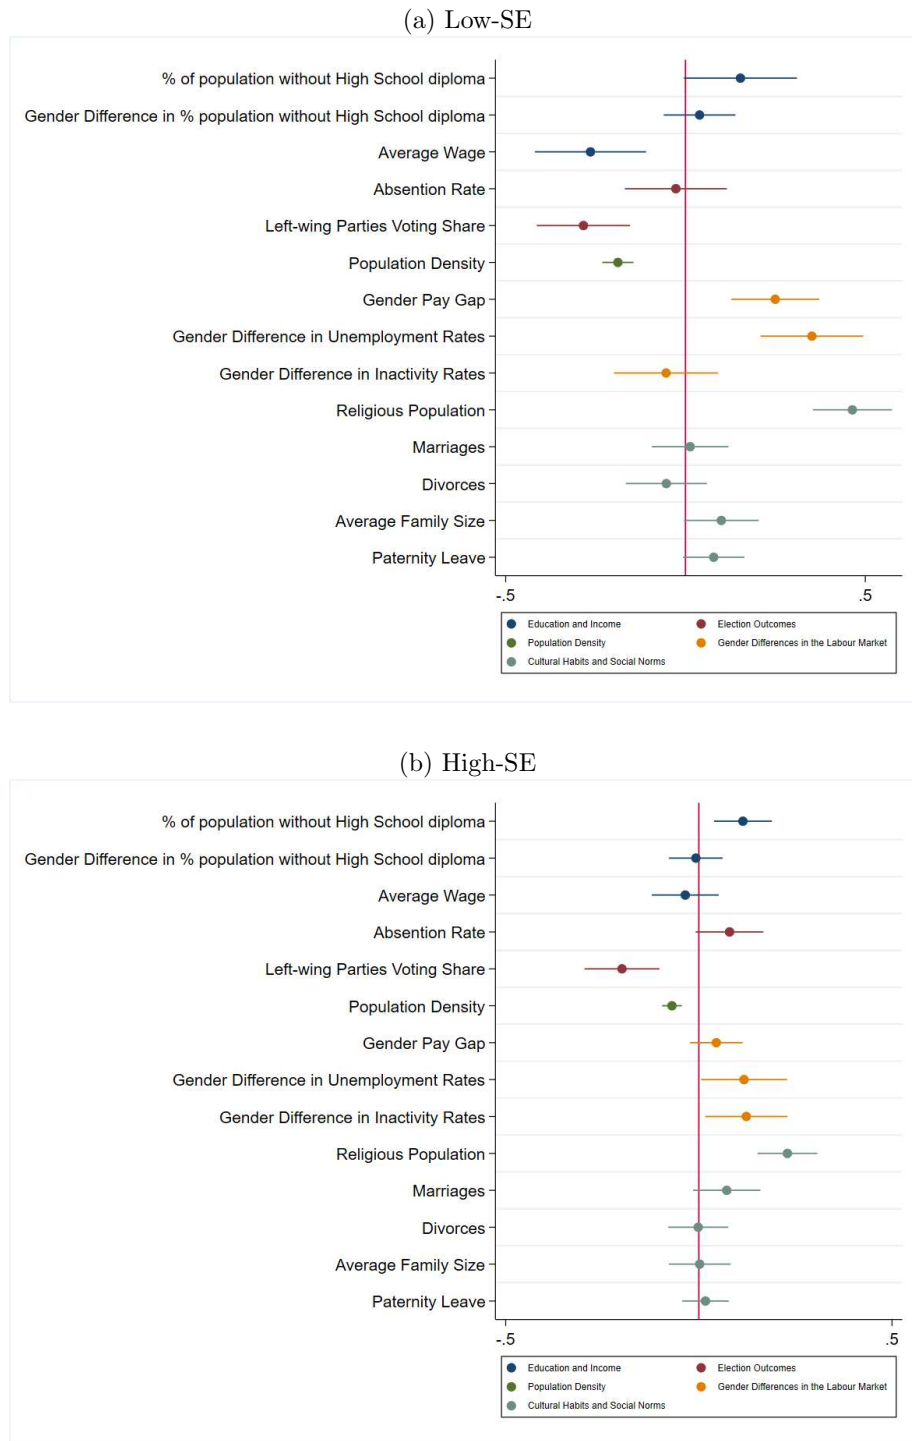 (a) Low-SE
% of population without High School diploma
Gender Difference in % population without High School diploma
Average Wage
Absention Rate
Left-wing Parties Voting Share
Population Density
Gender Pay Gap
Gender Difference in Unemployment Rates
Gender Difference in Inactivity Rates
Religious Population
Marriages
Divorces
Average Family Size
Paternity Leave
-.5 .5
Education and Income Election Outcomes
Population Density Gender Differences in the Labour Market
Cultural Habits and Social Norms
(b) High-SE
% of population without High School diploma
Gender Difference in % population without High School diploma
Average Wage
Absention Rate
Left-wing Parties Voting Share
Population Density
Gender Pay Gap
Gender Difference in Unemployment Rates
Gender Difference in Inactivity Rates
Religious Population
Marriages
Divorces
Average Family Size
Paternity Leave
-.5 .5
Education and Income Election Outcomes
Population Density Gender Differences in the Labour Market
Cultural Habits and Social Norms